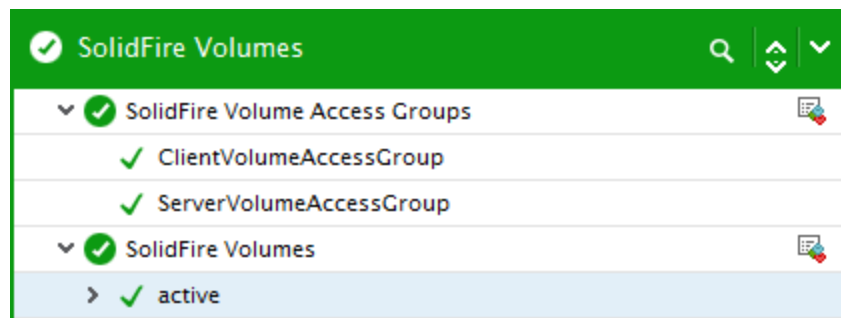 SolidFire Volumes
SolidFire Volume Access Groups
ClientVolumeAccessGroup
ServerVolumeAccessGroup
SolidFire Volumes
active